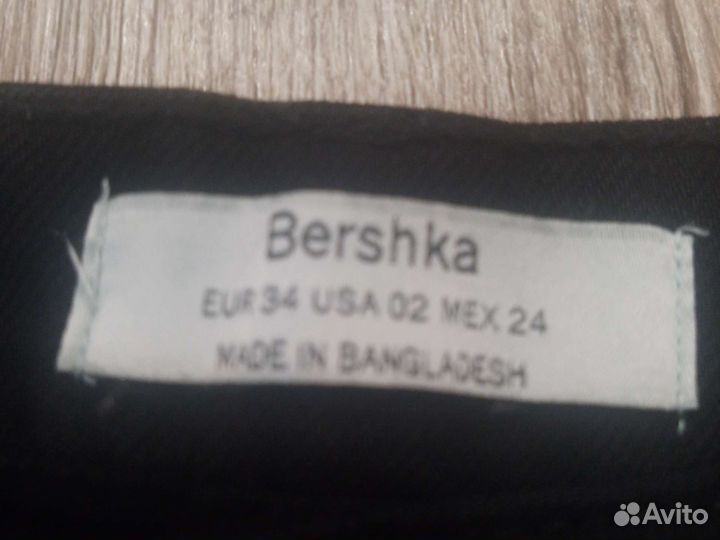 Bershka
EUR 34 USA 02 MEX 24
MADE IN BANGLADESH
Avito